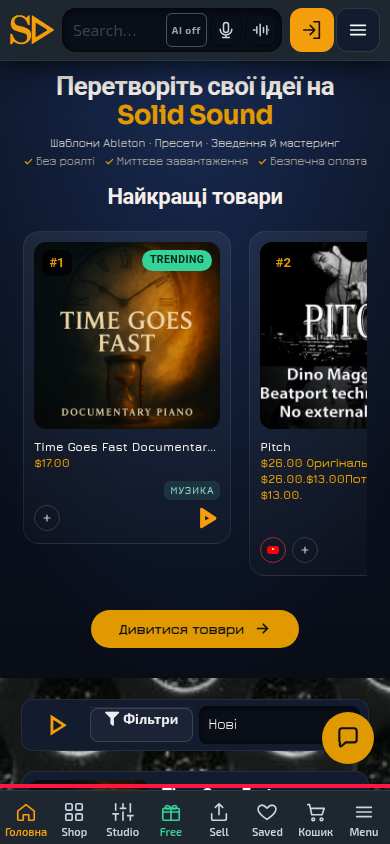 SD
Search...
AI off
Перетворіть свої ідеї на
Solid Sound
Шаблони Ableton · Пресети · Зведення й мастеринг
✓ Без роялті ✓ Миттєве завантаження ✓ Безпечна оплата
Найкращі товари
#1
TRENDING
TIME GOES
FAST
DOCUMENTARY PIANO
Time Goes Fast Documentar...
$17.00
МУЗИКА
#2
Dino Magg
Beatport tech
No external
Pitch
$26.00 Оригіналь
$26.00.$13.00Пот
$13.00.
Дивитися товари →
Фільтри
Нові
Головна
Shop
Studio
Free
Sell
Saved
Кошик
Menu